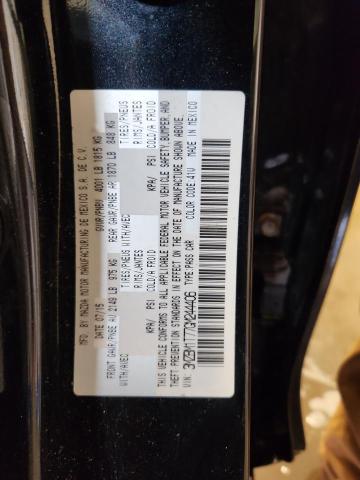 MFD. BY MAZDA MOTOR MANUFACTURING DE MEXICO S.A. DE C.V.
DATE 07/15 GVWR/PNBV 4001 LB 1815 KG
FRONT GAWR/PNBE AV 2149 LB 975 KG REAR GAWR/PNBE AR 1870 LB 848 KG
WITH/AVEC TIRES/PNEUS WITH/AVEC TIRES/PNEUS
RIMS/JANTES RIMS/JANTES
KPA/ PSI COLD/A FROID KPA/ PSI COLD/A FROID
THIS VEHICLE CONFORMS TO ALL APPLICABLE FEDERAL MOTOR VEHICLE SAFETY, BUMPER, AND
THEFT PREVENTION STANDARDS IN EFFECT ON THE DATE OF MANUFACTURE SHOWN ABOVE.
3MZBM1T77GM244406 TYPE: PASS. CAR COLOR CODE 41V MADE IN MEXICO